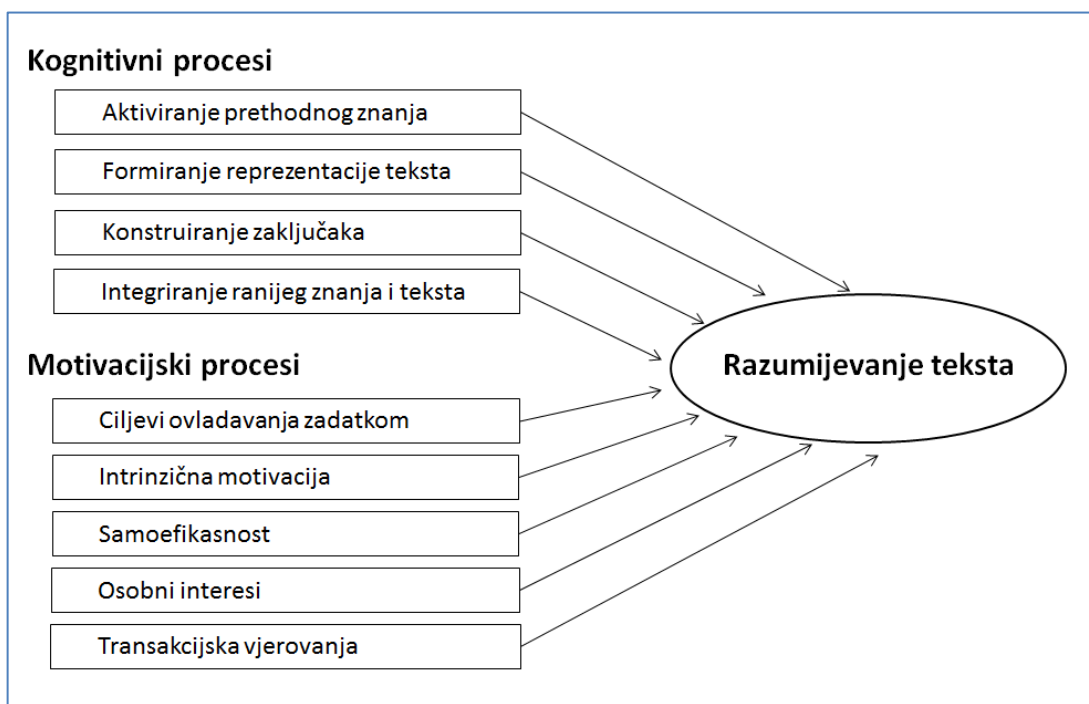 Kognitivni procesi
Aktiviranje prethodnog znanja
Formiranje reprezentacije teksta
Konstruiranje zaključaka
Integriranje ranijeg znanja i teksta
Motivacijski procesi
Razumijevanje teksta
Ciljevi ovladavanja zadatkom
Intrinzična motivacija
Samoefikasnost
Osobni interesi
Transakcijska vjerovanja